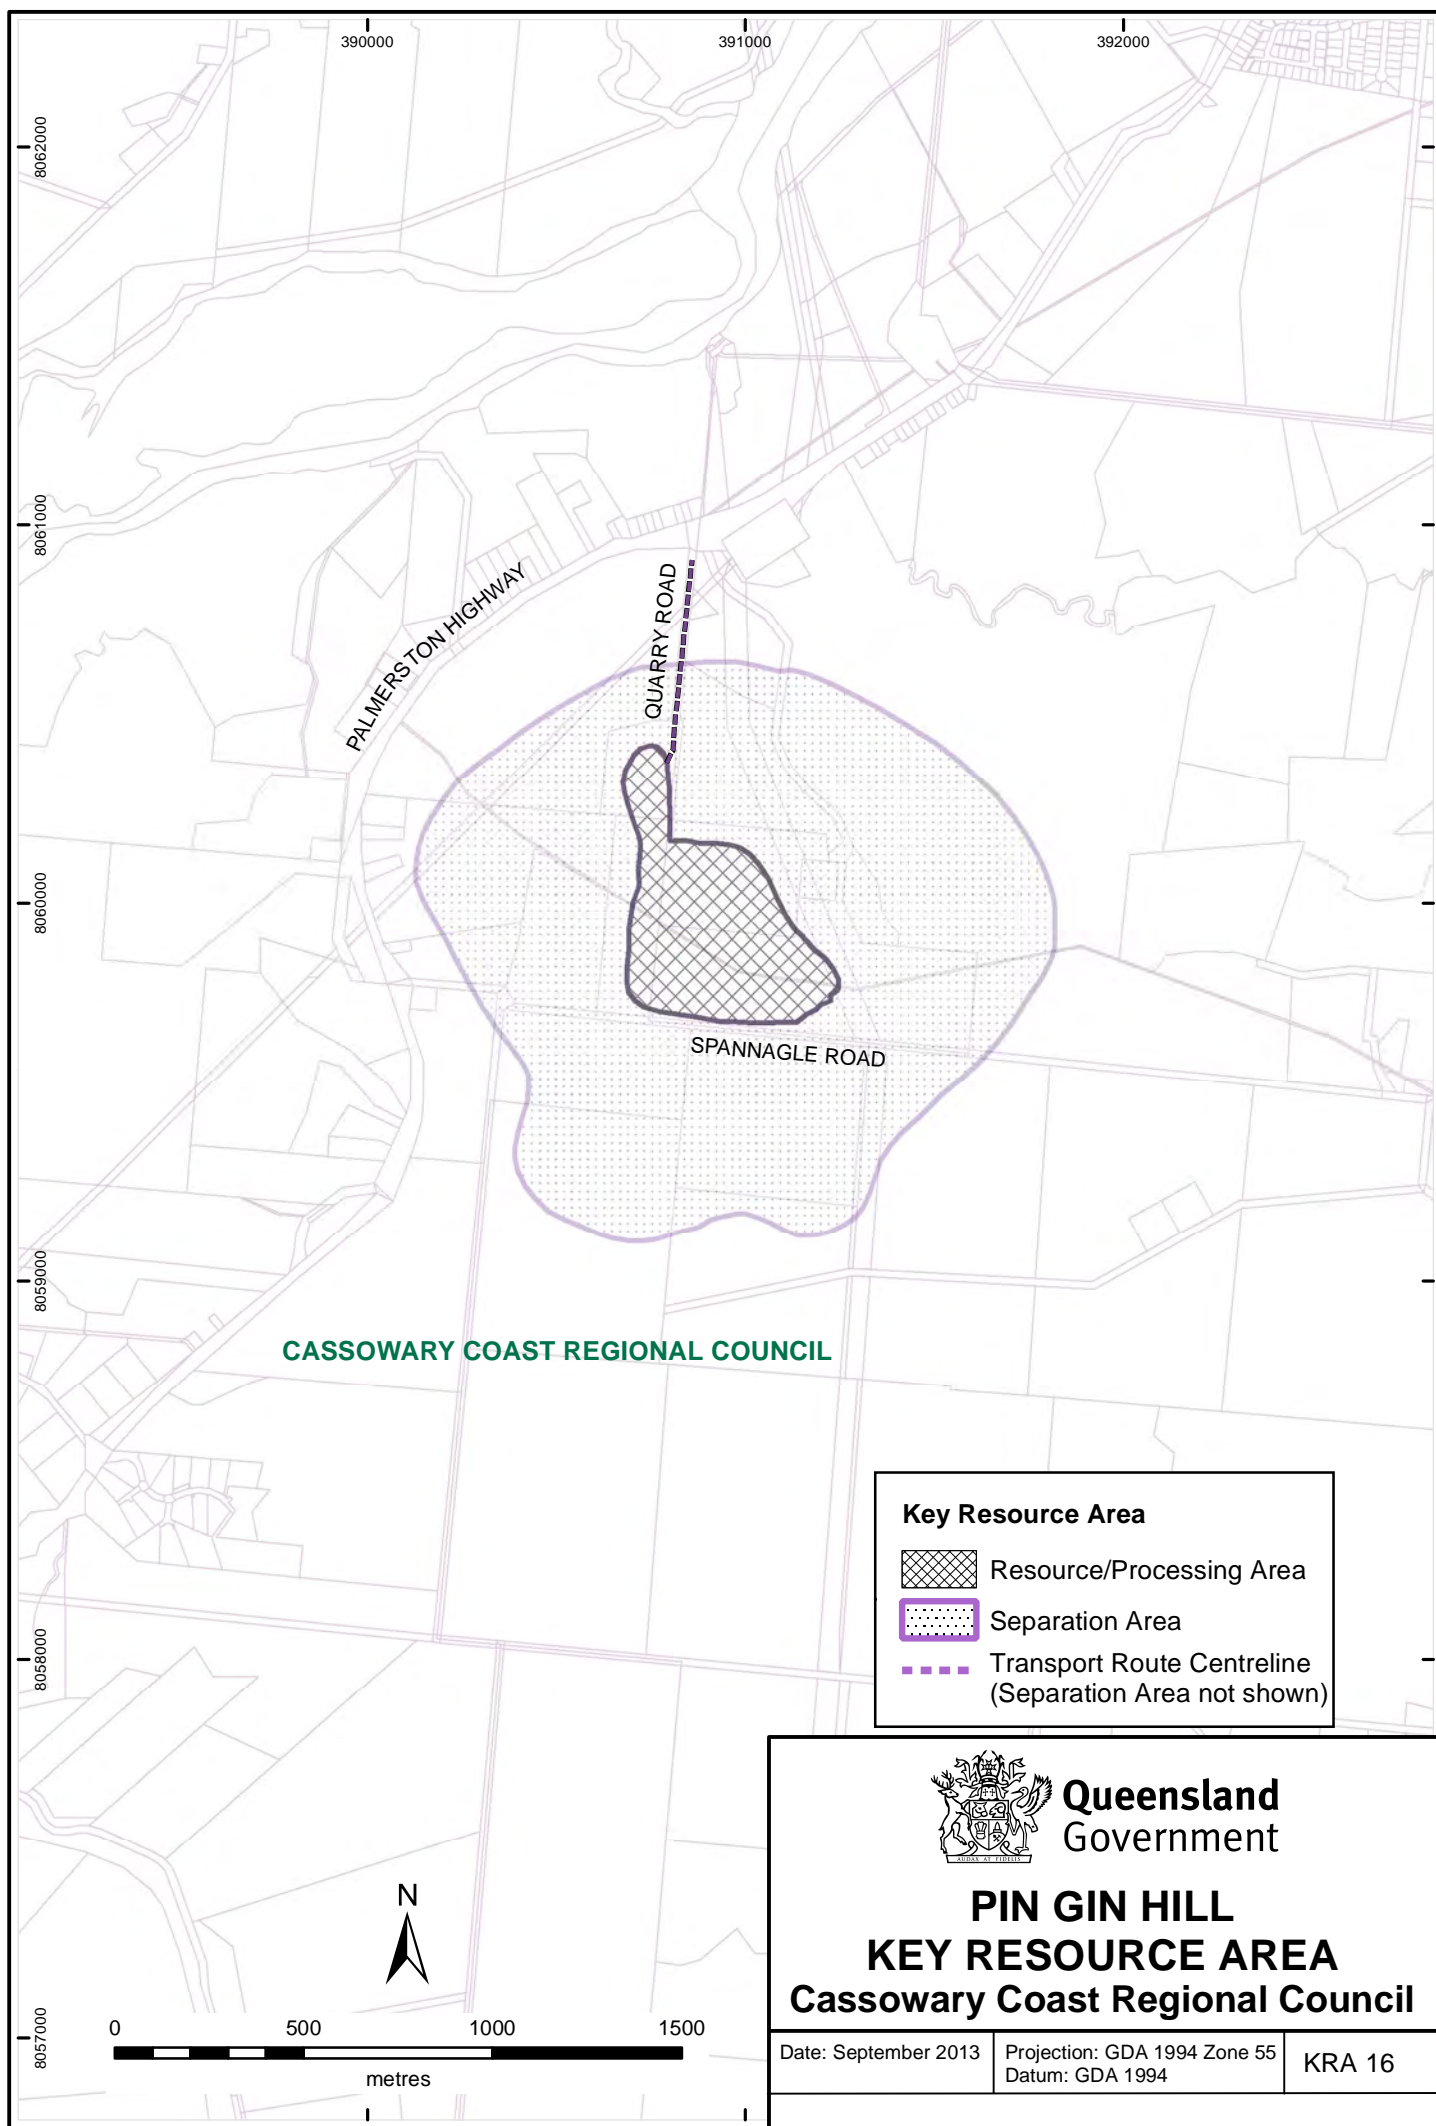 390000
391000
392000
8062000
8061000
8060000
8059000
8058000
8057000
PALMERSTON HIGHWAY
QUARRY ROAD
SPANNAGLE ROAD
CASSOWARY COAST REGIONAL COUNCIL
Key Resource Area
Resource/Processing Area
Separation Area
Transport Route Centreline
(Separation Area not shown)
AUDAX AT FIDELIS
Queensland
Government
PIN GIN HILL
KEY RESOURCE AREA
Cassowary Coast Regional Council
Date: September 2013
Projection: GDA 1994 Zone 55
Datum: GDA 1994
KRA 16
N
0 500 1000 1500
metres